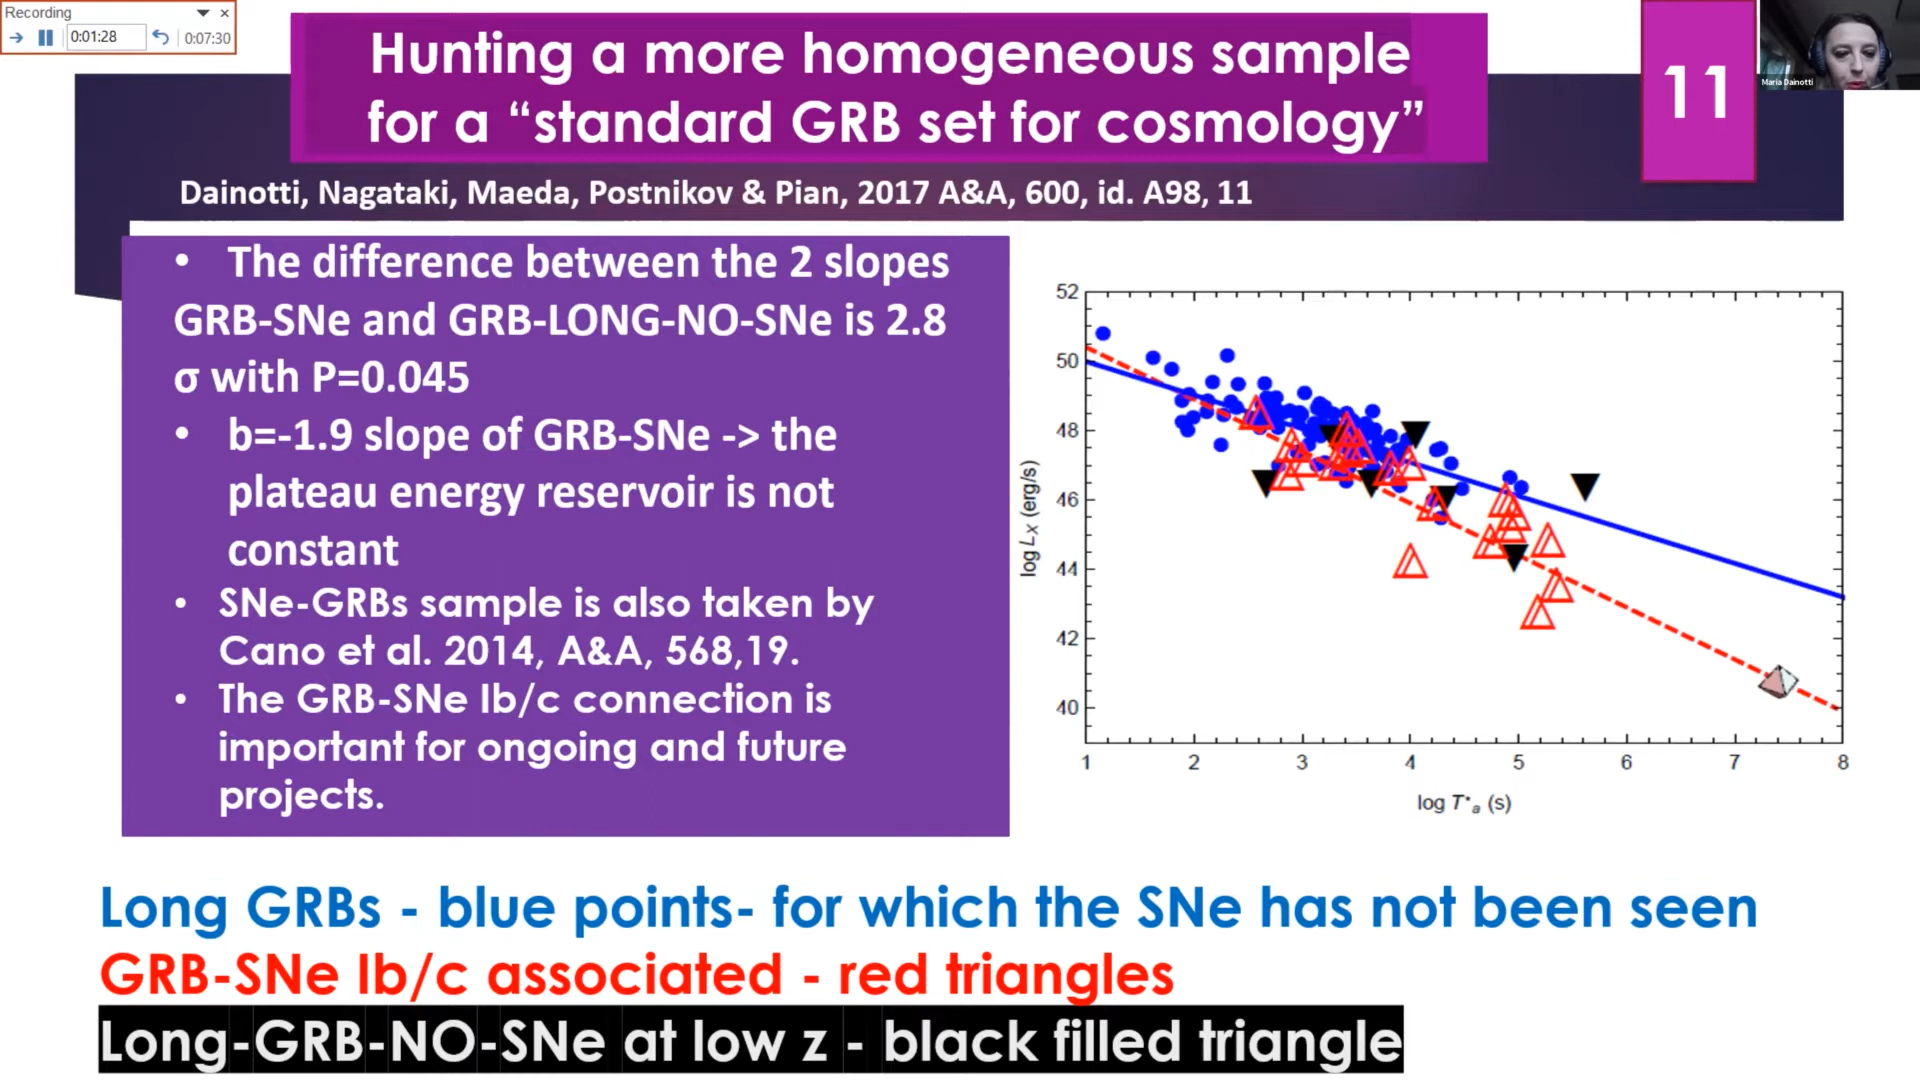 Recording
0:01:28
0:07:30
Hunting a more homogeneous sample
for a “standard GRB set for cosmology”
11
Maria Dainotti
Dainotti, Nagataki, Maeda, Postnikov & Pian, 2017 A&A, 600, id. A98, 11
• The difference between the 2 slopes
GRB-SNe and GRB-LONG-NO-SNe is 2.8
σ with P=0.045
• b=-1.9 slope of GRB-SNe -> the
plateau energy reservoir is not
constant
• SNe-GRBs sample is also taken by
Cano et al. 2014, A&A, 568,19.
• The GRB-SNe Ib/c connection is
important for ongoing and future
projects.
52
50
48
46
44
42
40
log L_X (erg/s)
1 2 3 4 5 6 7 8
log T*_a (s)
Long GRBs - blue points- for which the SNe has not been seen
GRB-SNe Ib/c associated - red triangles
Long-GRB-NO-SNe at low z - black filled triangle